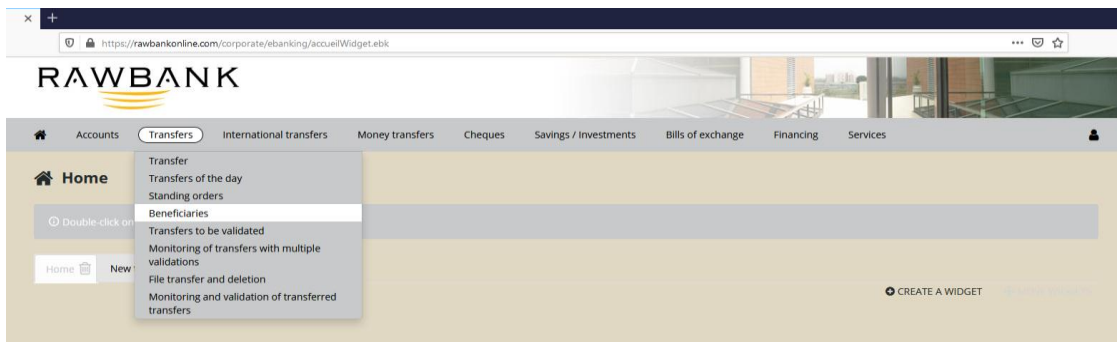 https://rawbankonline.com/corporate/ebanking/accueilWidget.ebk
RAWBANK
Accounts Transfers International transfers Money transfers Cheques Savings / Investments Bills of exchange Financing Services
Transfer
Home
Transfers of the day
Standing orders
Beneficiaries
Double-click on
Transfers to be validated
Monitoring of transfers with multiple
validations
Home New
File transfer and deletion
Monitoring and validation of transferred
transfers
CREATE A WIDGET